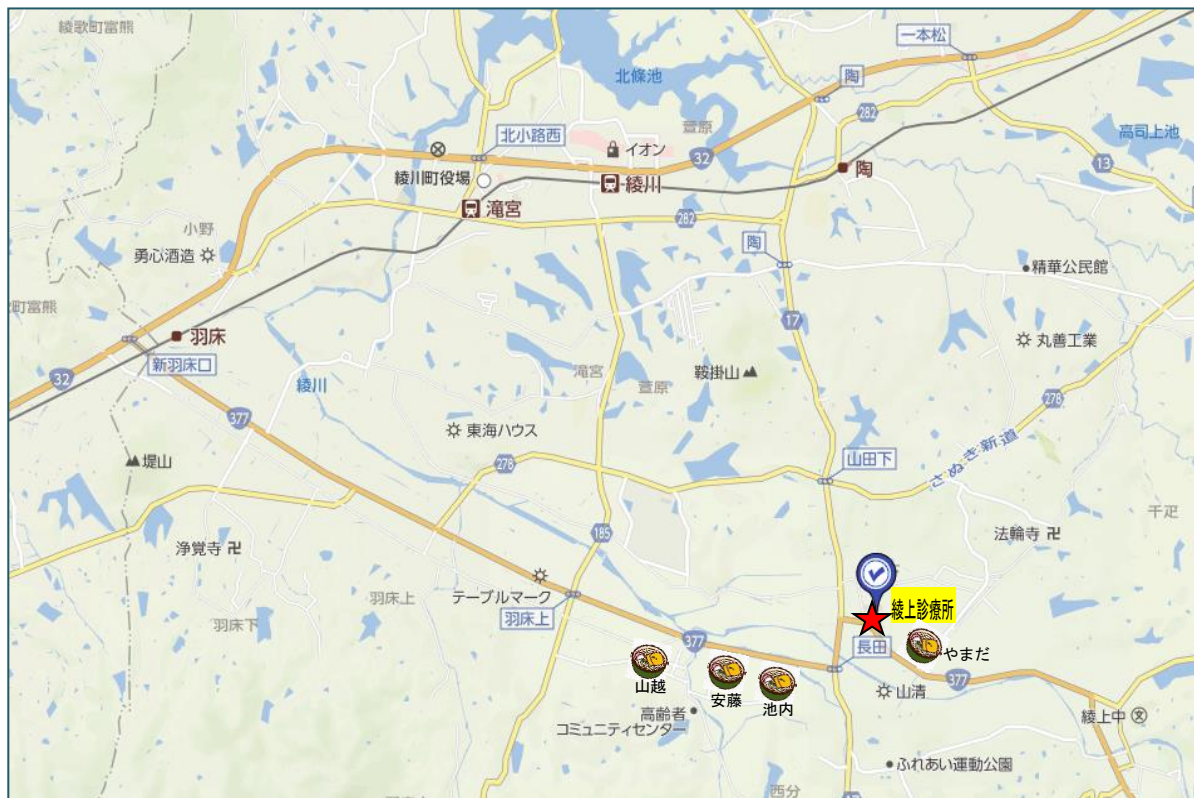 綾歌町富熊
一本松
北條池
陶
282
高司上池
北小路西
萱原
イオン
32
13
綾川町役場
綾川
陶
滝宮
282
小野
勇心酒造
陶
精華公民館
町富熊
17
羽床
丸善工業
新羽床口
32
綾川
滝宮
萱原
鞍掛山
278
377
東海ハウス
さぬき新道
堤山
278
山田下
千疋
185
法輪寺
浄覚寺
テーブルマーク
羽床上
羽床上
羽床下
綾上診療所
377
長田
やまだ
山越
安藤
池内
山清
377
高齢者
コミュニティセンター
綾上中
ふれあい運動公園
西分